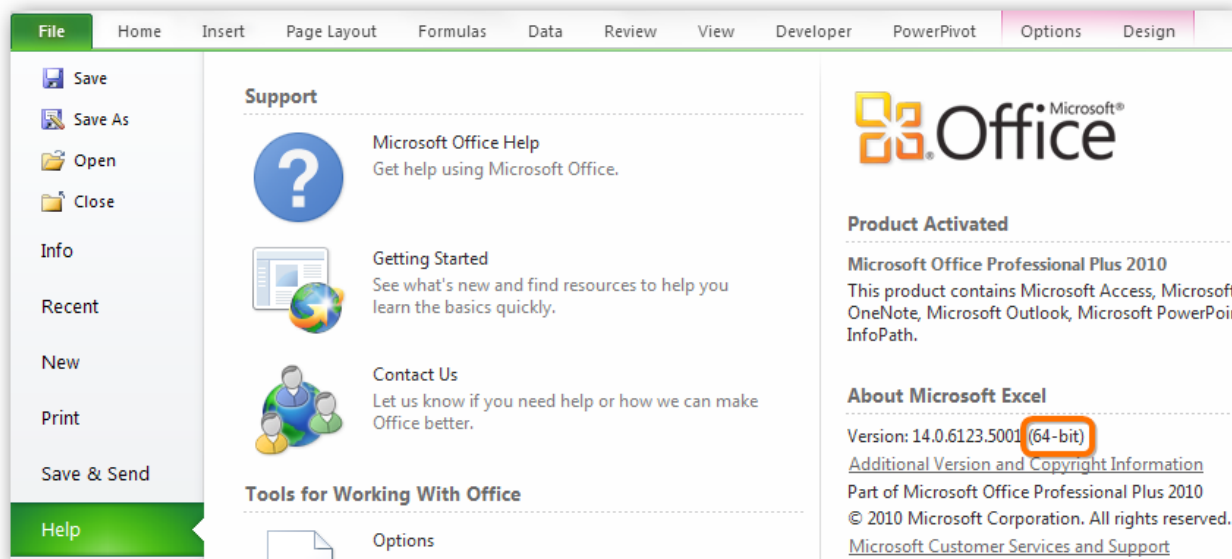 File Home Insert Page Layout Formulas Data Review View Developer PowerPivot Options Design
Save
Save As
Open
Close
Info
Recent
New
Print
Save & Send
Help
Support
Microsoft Office Help
Get help using Microsoft Office.
Getting Started
See what's new and find resources to help you
learn the basics quickly.
Contact Us
Let us know if you need help or how we can make
Office better.
Tools for Working With Office
Options
Microsoft®
Office
Product Activated
Microsoft Office Professional Plus 2010
This product contains Microsoft Access, Microsoft
OneNote, Microsoft Outlook, Microsoft
InfoPath.
About Microsoft Excel
Version: 14.0.6123.5001 (64-bit)
Additional Version and Copyright Information
Part of Microsoft Office Professional Plus 2010
© 2010 Microsoft Corporation. All rights reserved.
Microsoft Customer Services and Support